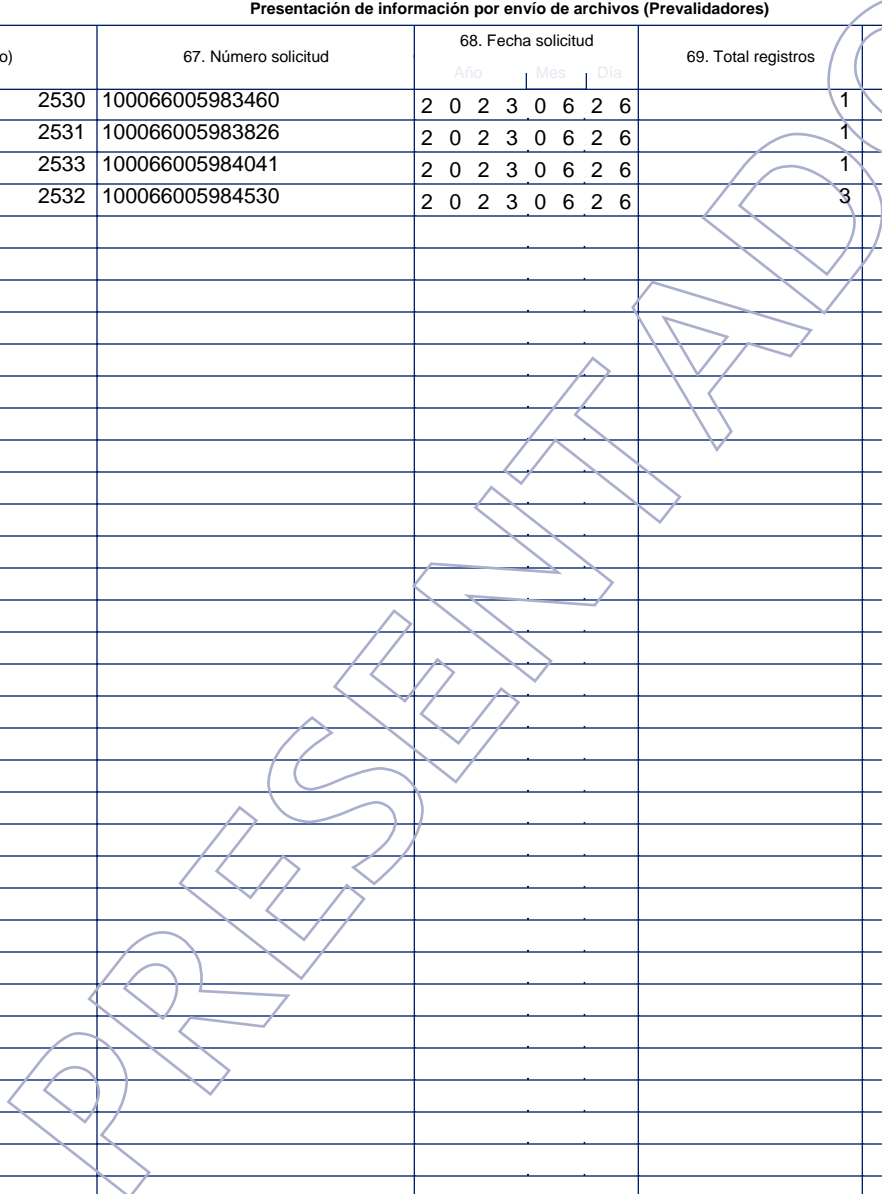 Presentación de información por envío de archivos (Prevalidadores)
o) 67. Número solicitud 68. Fecha solicitud 69. Total registros
Año Mes Día
2530 100066005983460 2 0 2 3 0 6 2 6 1
2531 100066005983826 2 0 2 3 0 6 2 6 1
2533 100066005984041 2 0 2 3 0 6 2 6 1
2532 100066005984530 2 0 2 3 0 6 2 6 3
PRESENTADO